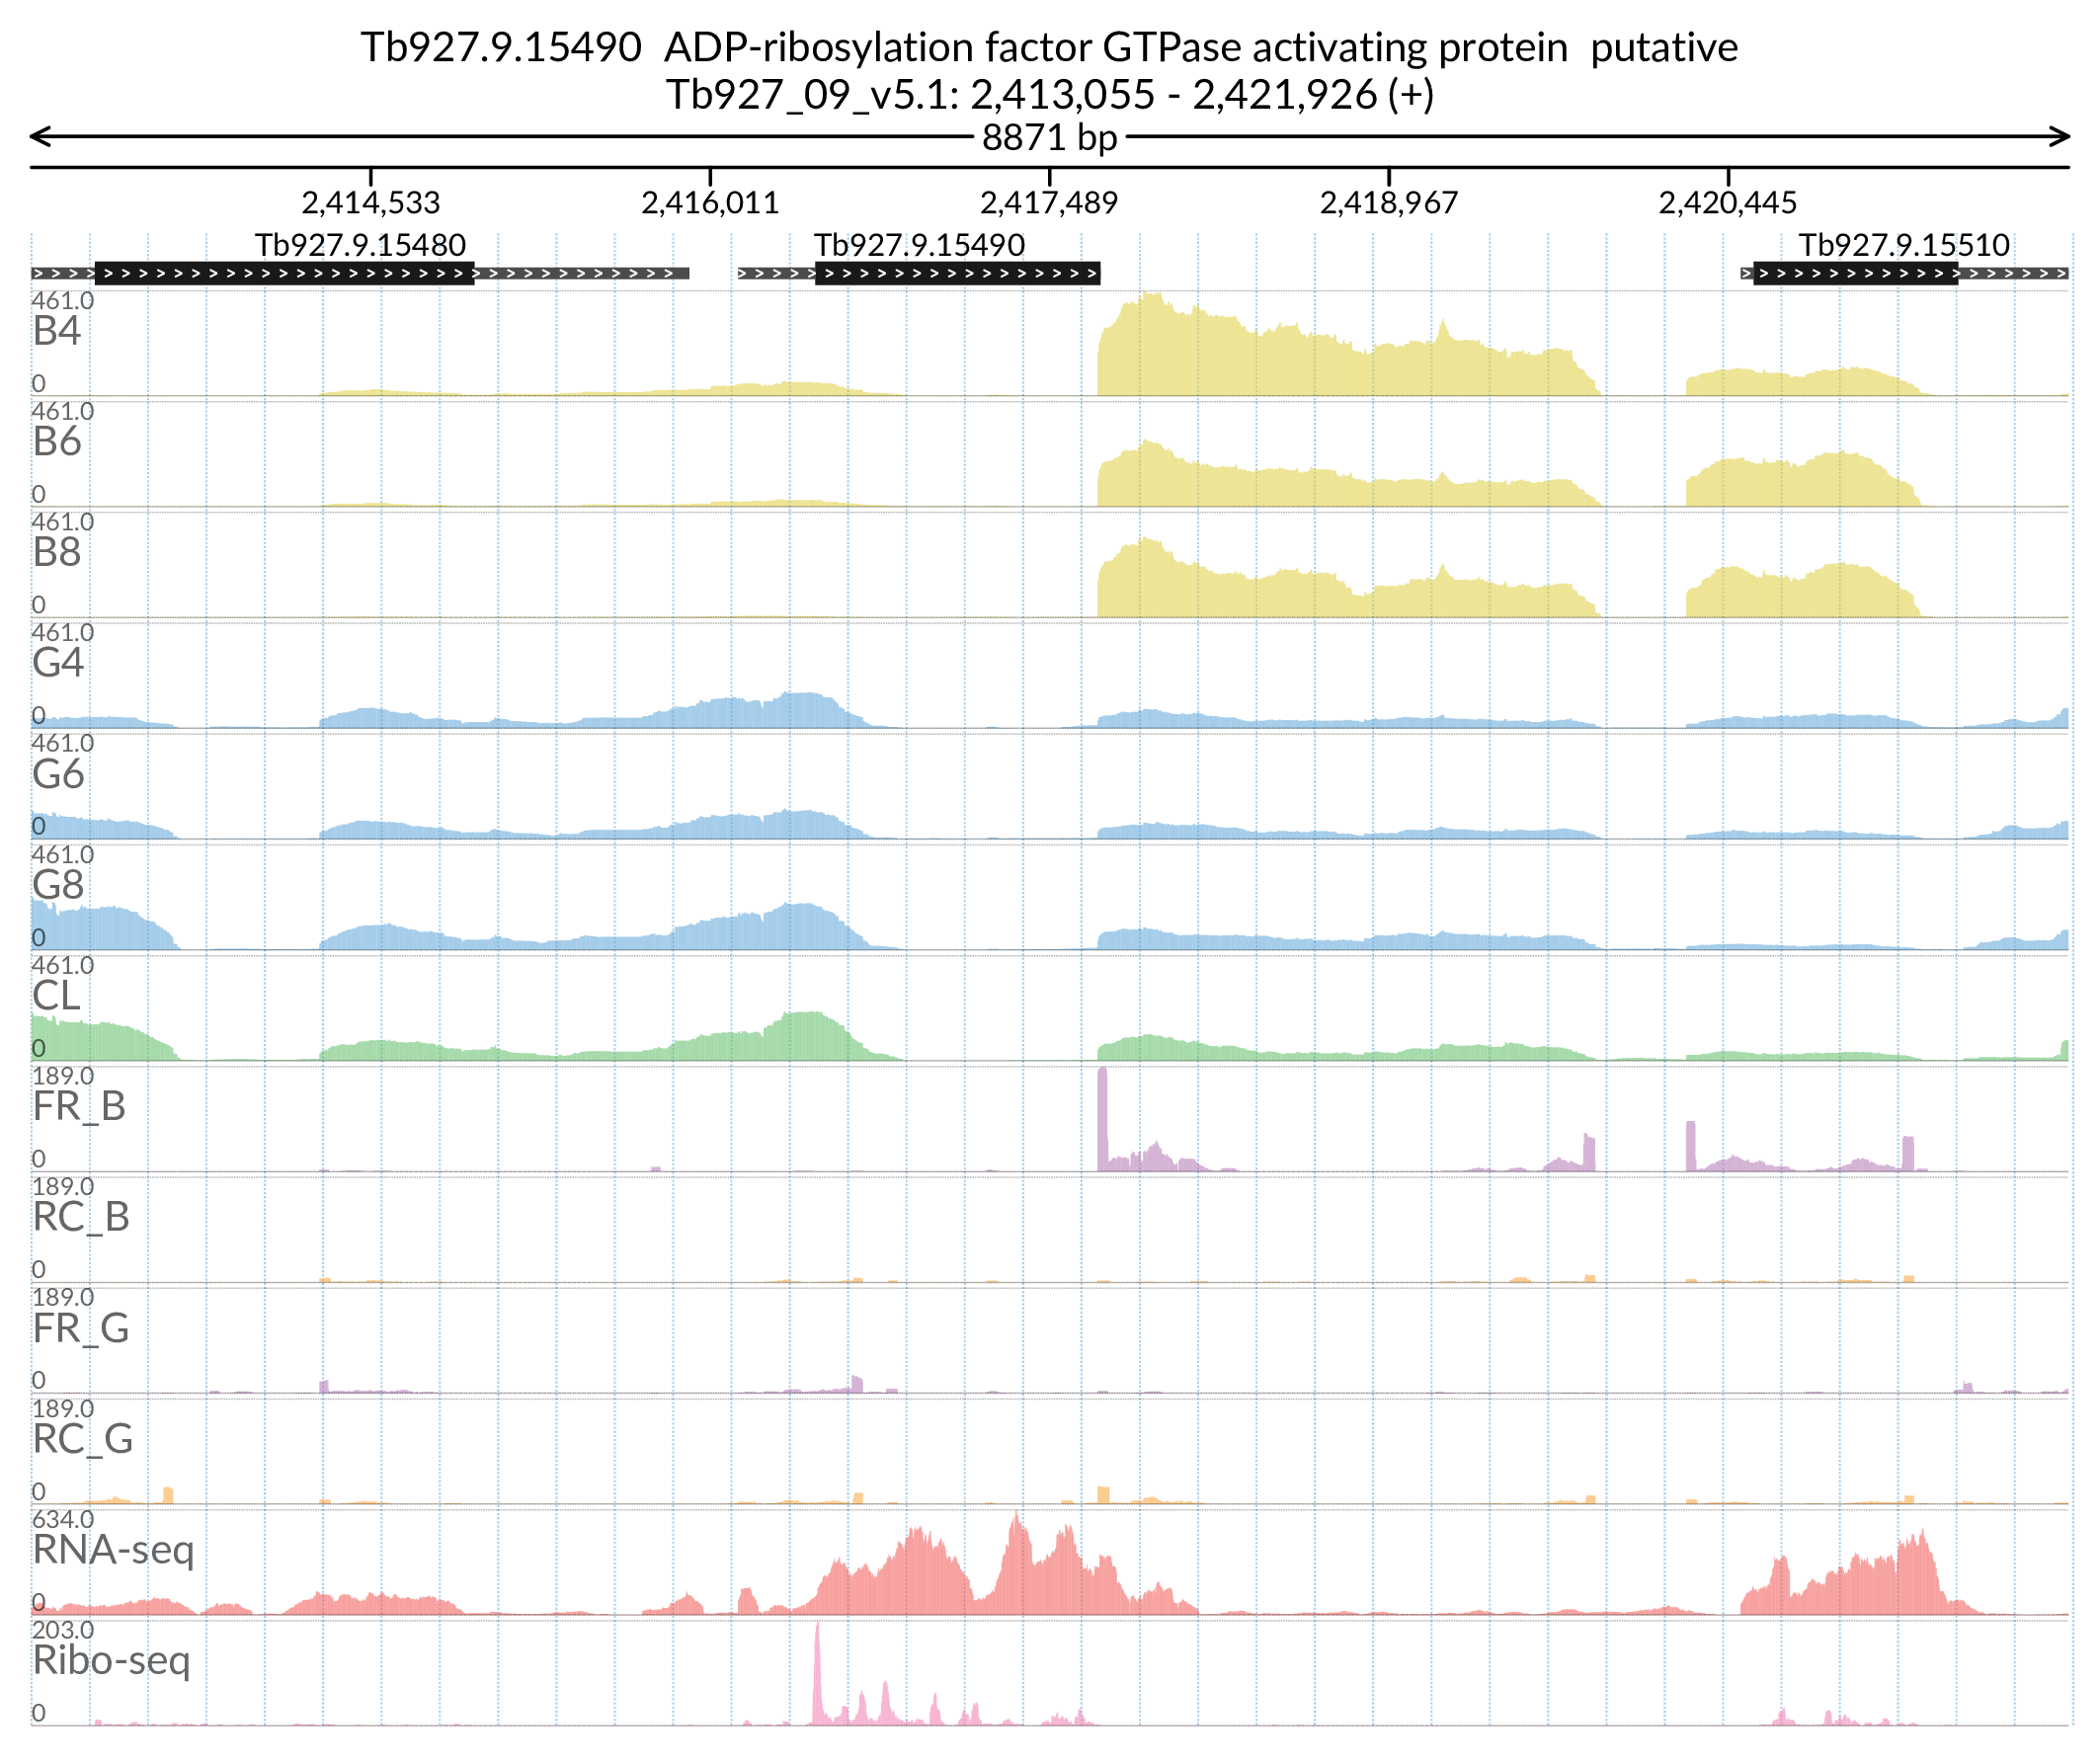 Tb927.9.15490 ADP-ribosylation factor GTPase activating protein putative
Tb927_09_v5.1: 2,413,055 - 2,421,926 (+)
8871 bp
2,414,533 2,416,011 2,417,489 2,418,967 2,420,445
Tb927.9.15480 Tb927.9.15490 Tb927.9.15510
461.0
B4
0
461.0
B6
0
461.0
B8
0
461.0
G4
0
461.0
G6
0
461.0
G8
0
461.0
CL
0
189.0
FR_B
0
189.0
RC_B
0
189.0
FR_G
0
189.0
RC_G
0
634.0
RNA-seq
0
203.0
Ribo-seq
0